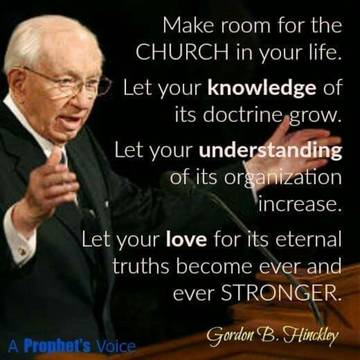 Make room for the
CHURCH in your life.
Let your knowledge of
its doctrine grow.
Let your understanding
of its organization
increase.
Let your love for its eternal
truths become ever and
ever STRONGER.
Gordon B. Hinckley
A Prophet's Voice